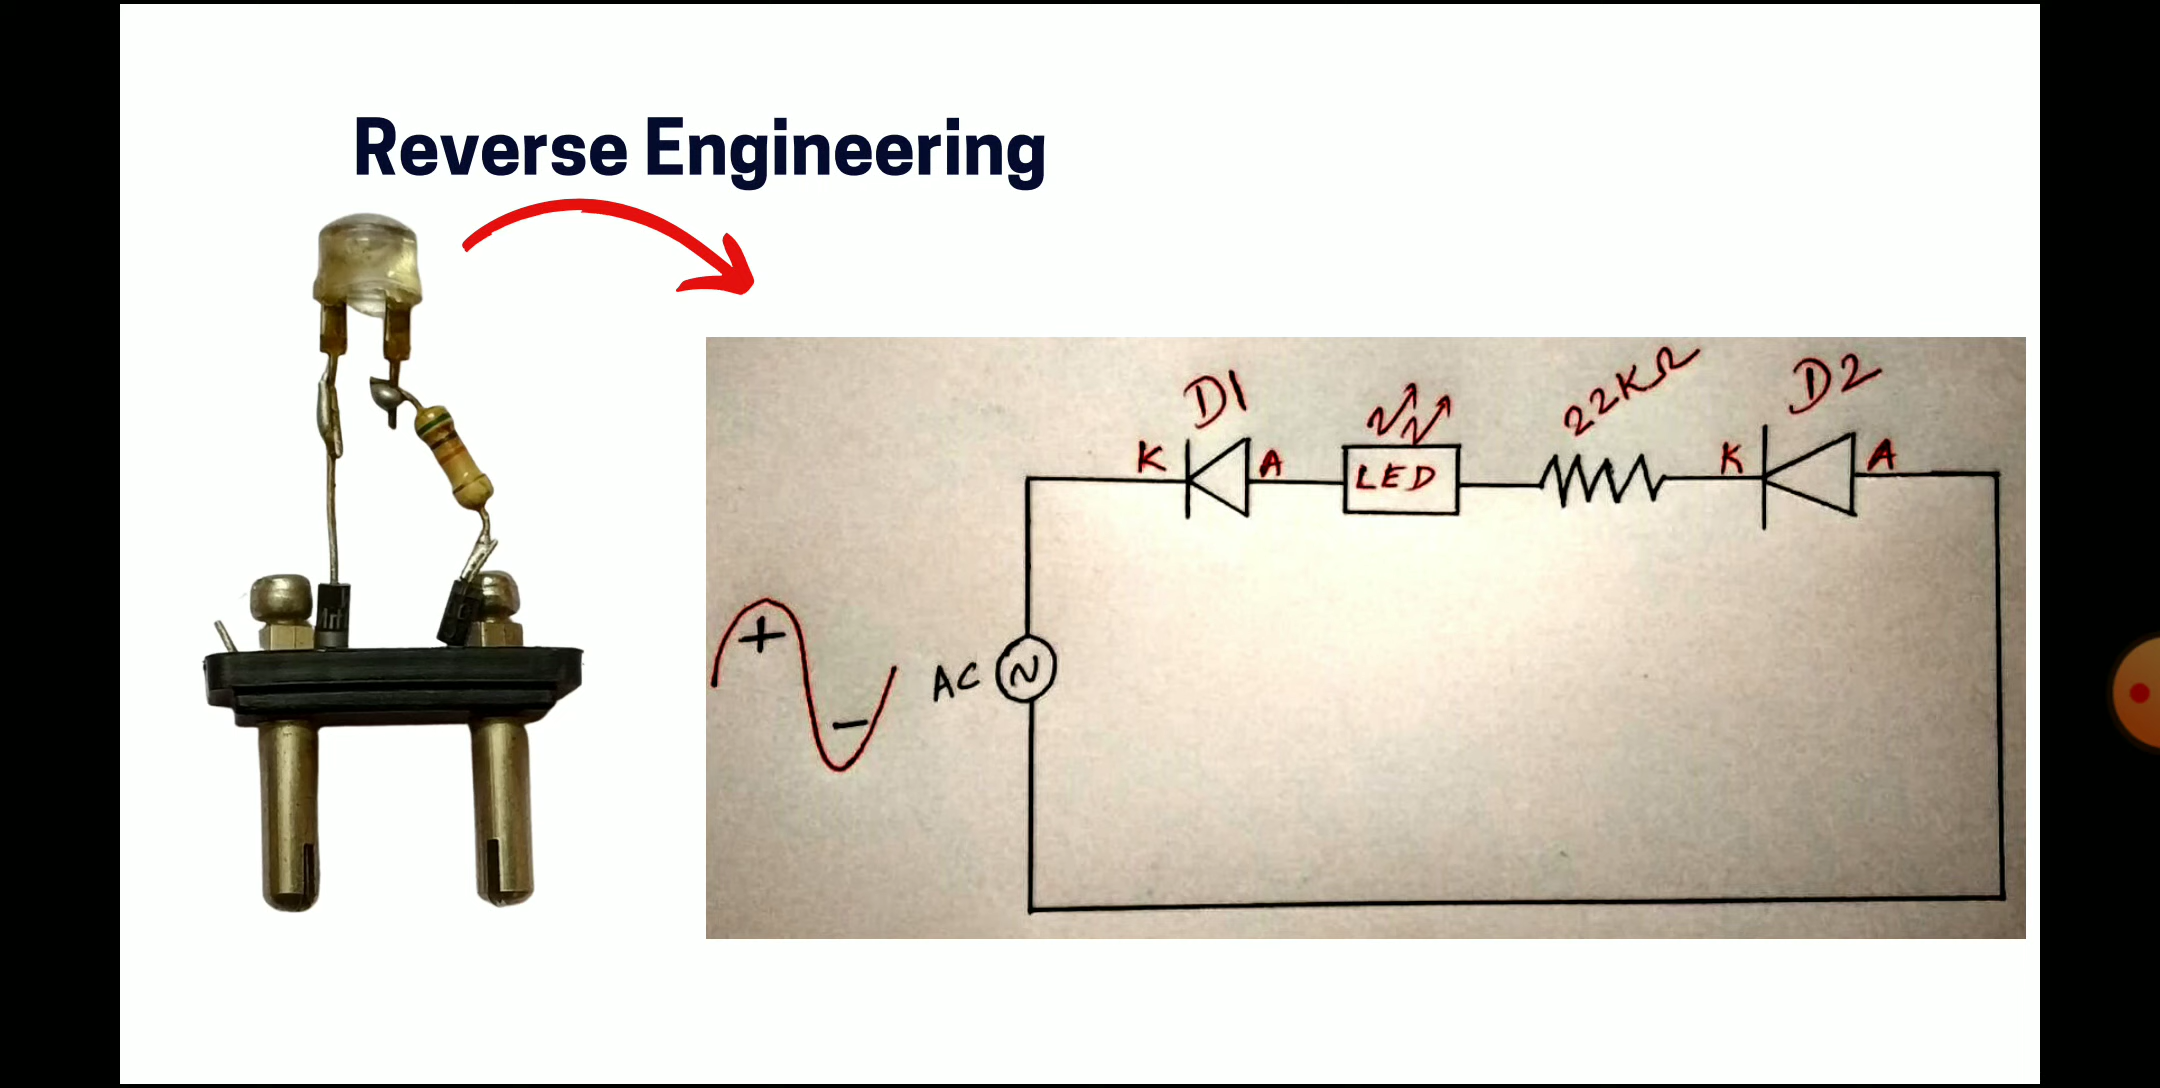 Reverse Engineering
D1
22KΩ
D2
K
A
LED
K
A
+
AC
−